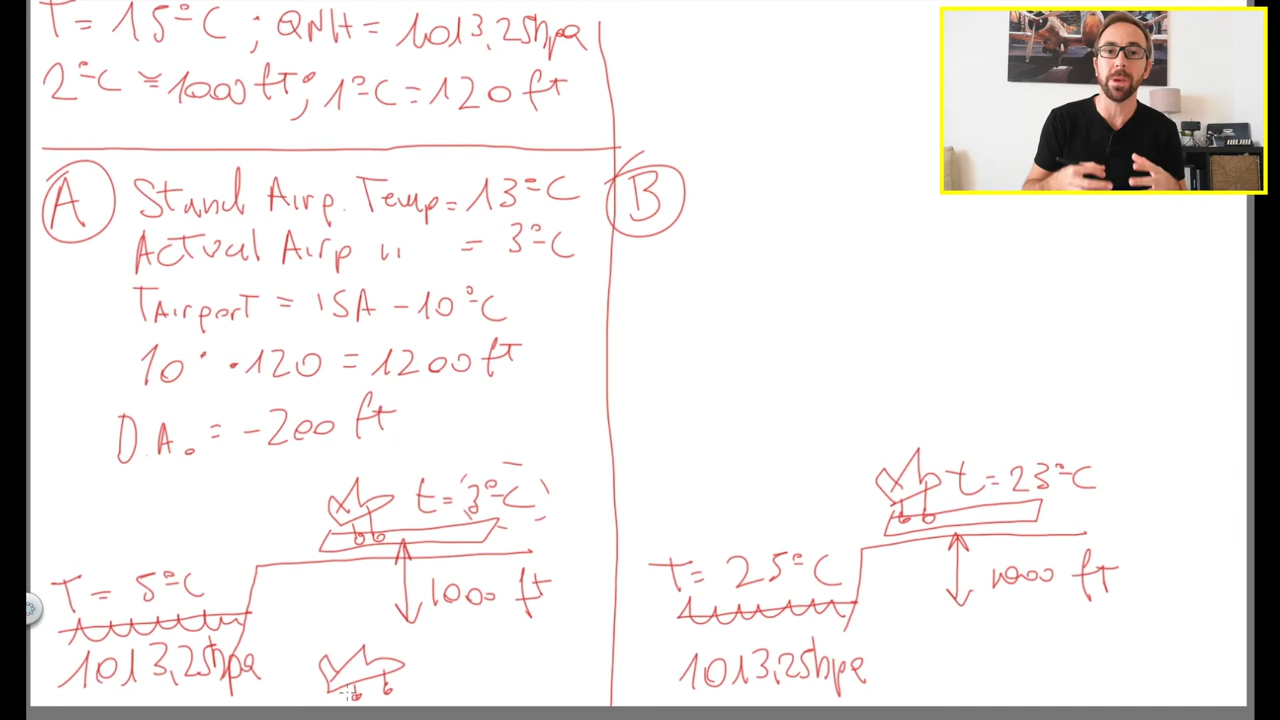 T = 15°C ; QNH = 1013,25hpa
2°C ≃ 1000 ft ; 1°C = 120 ft
A
Stand Airp. Temp = 13°C
Actual Airp " = 3°C
TAirport = ISA - 10°C
10° · 120 = 1200 ft
D.A. = -200 ft
t = 3°C
T = 5°C
1000 ft
1013,25hpa
B
t = 23°C
T = 25°C
1000 ft
1013,25hpa